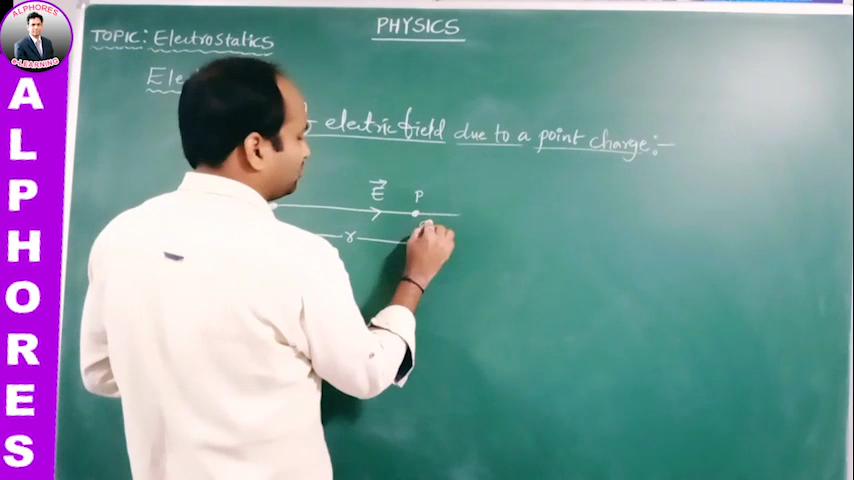 ALPHORES
e-LEARNING
ALPHORES
PHYSICS
TOPIC: Electrostatics
electric field due to a point charge:-
E P
r